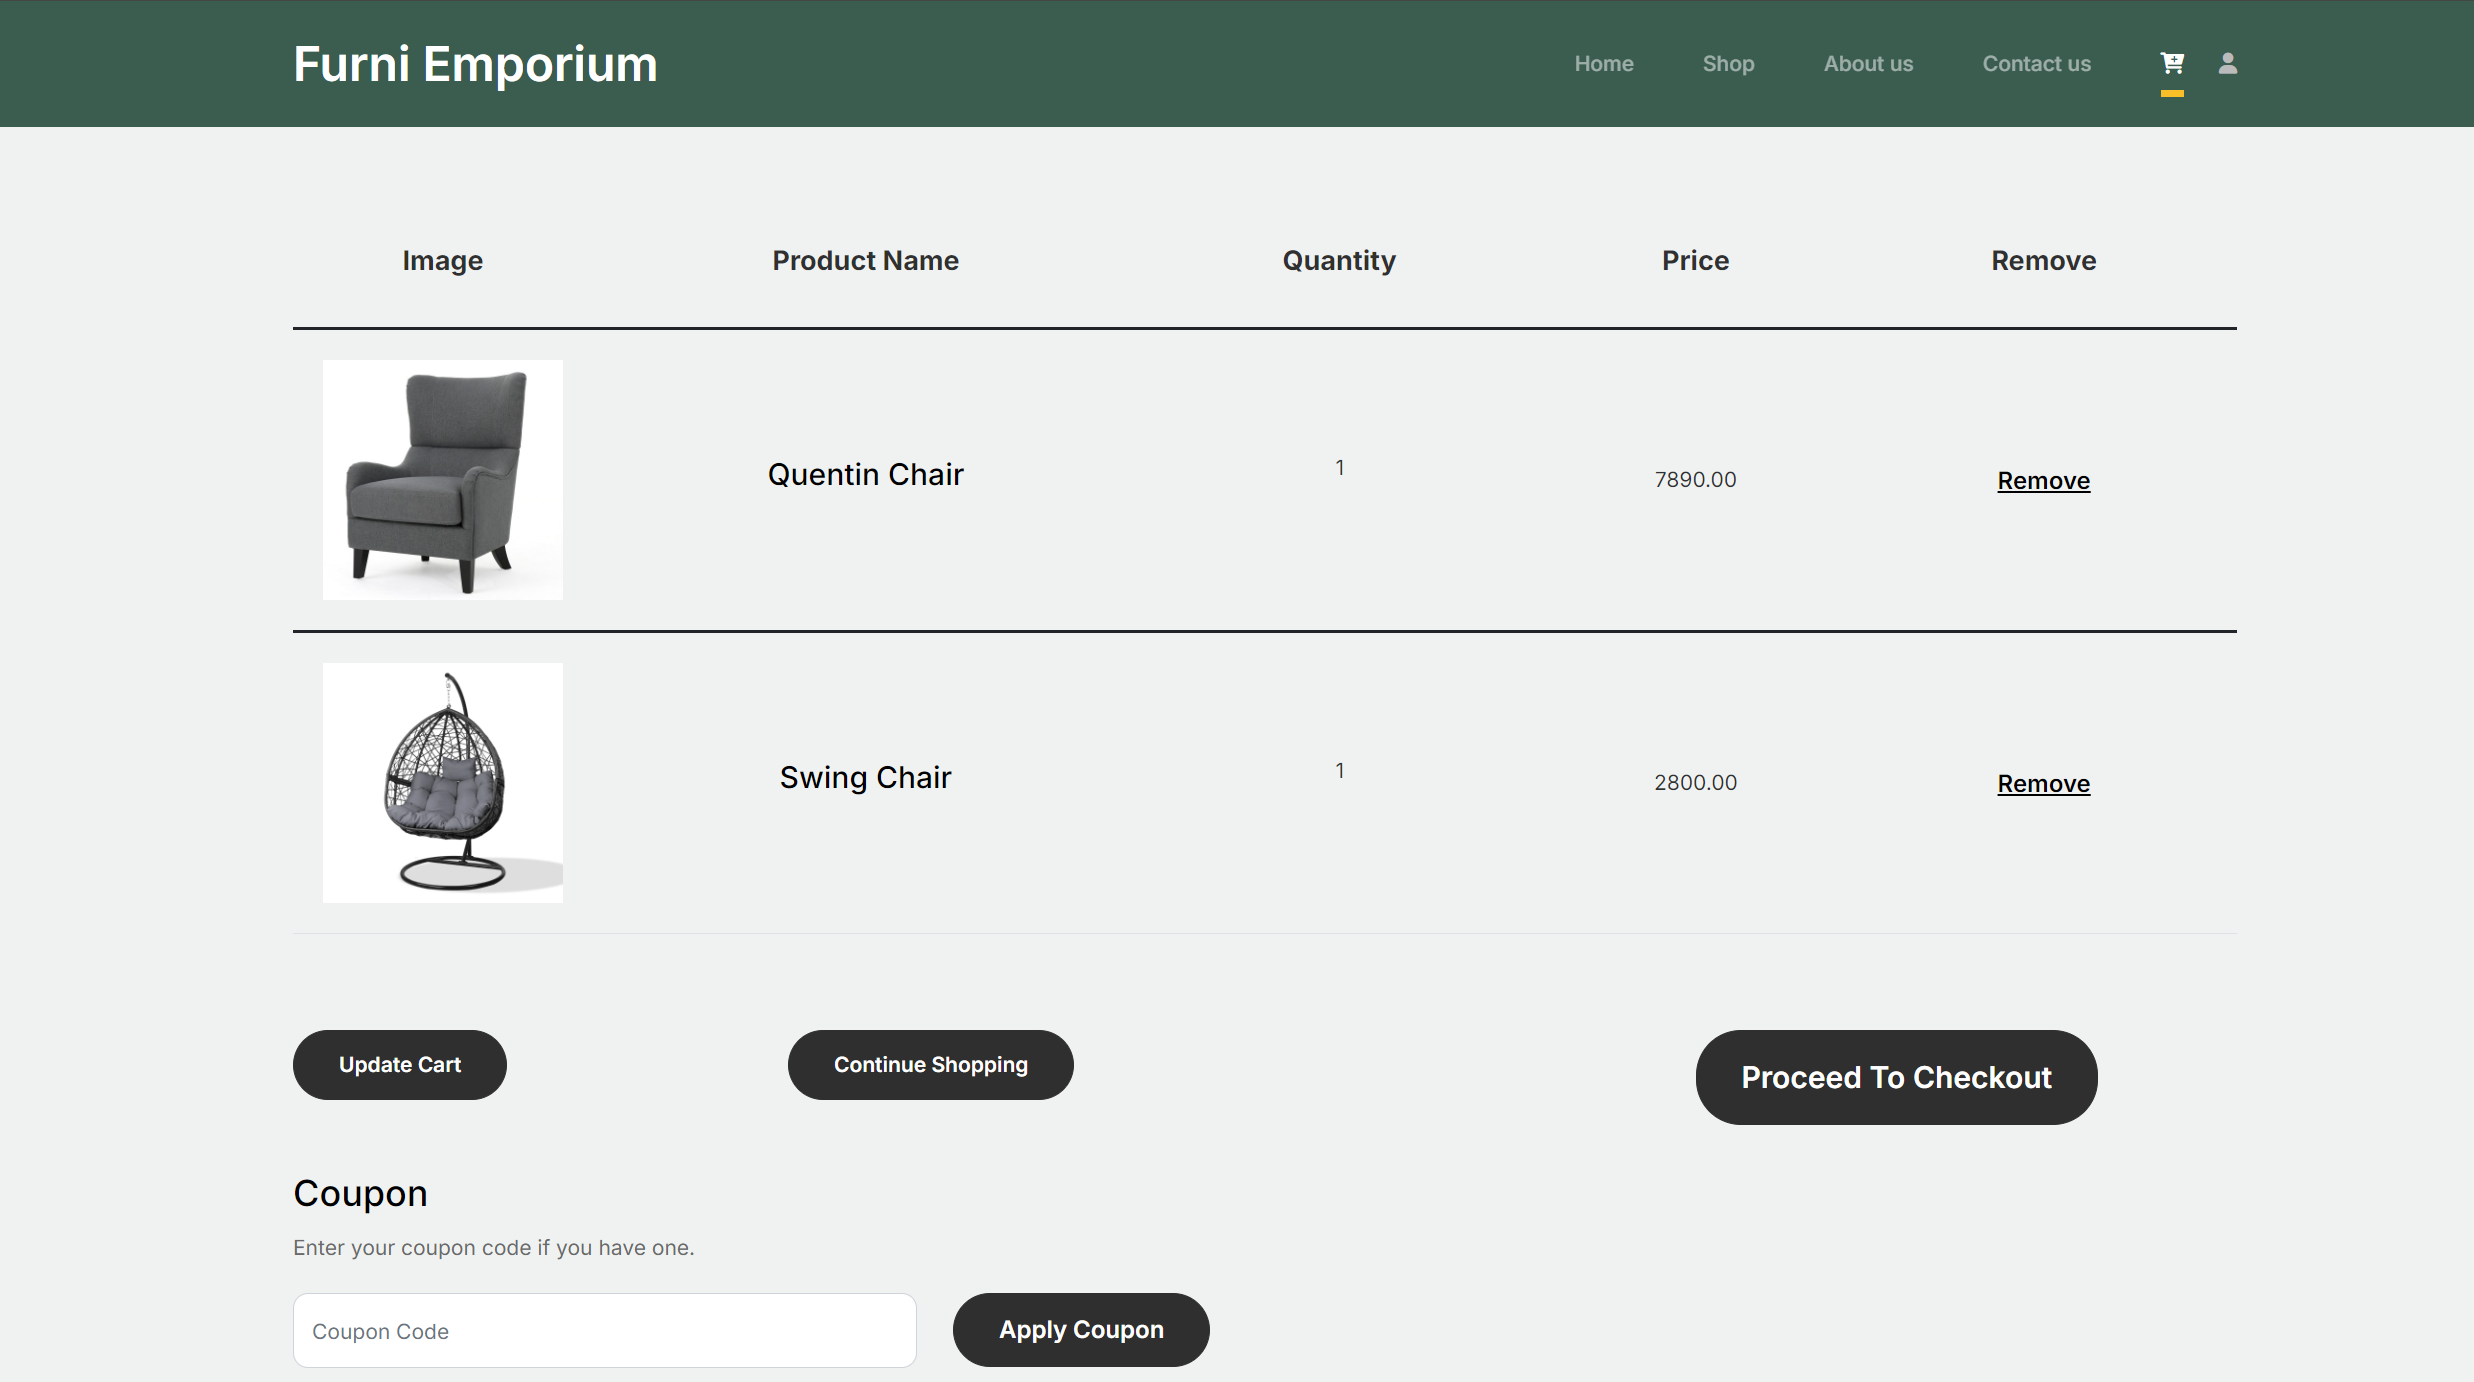 Furni Emporium
Home Shop About us Contact us
Image Product Name Quantity Price Remove
Quentin Chair 1 7890.00 Remove
Swing Chair 1 2800.00 Remove
Update Cart Continue Shopping Proceed To Checkout
Coupon
Enter your coupon code if you have one.
Coupon Code Apply Coupon